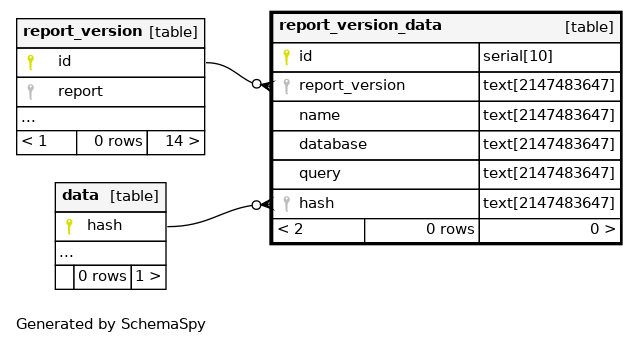 report_version [table]
id
report
...
< 1 0 rows 14 >
data [table]
hash
...
0 rows 1 >
report_version_data [table]
id serial[10]
report_version text[2147483647]
name text[2147483647]
database text[2147483647]
query text[2147483647]
hash text[2147483647]
< 2 0 rows 0 >
Generated by SchemaSpy